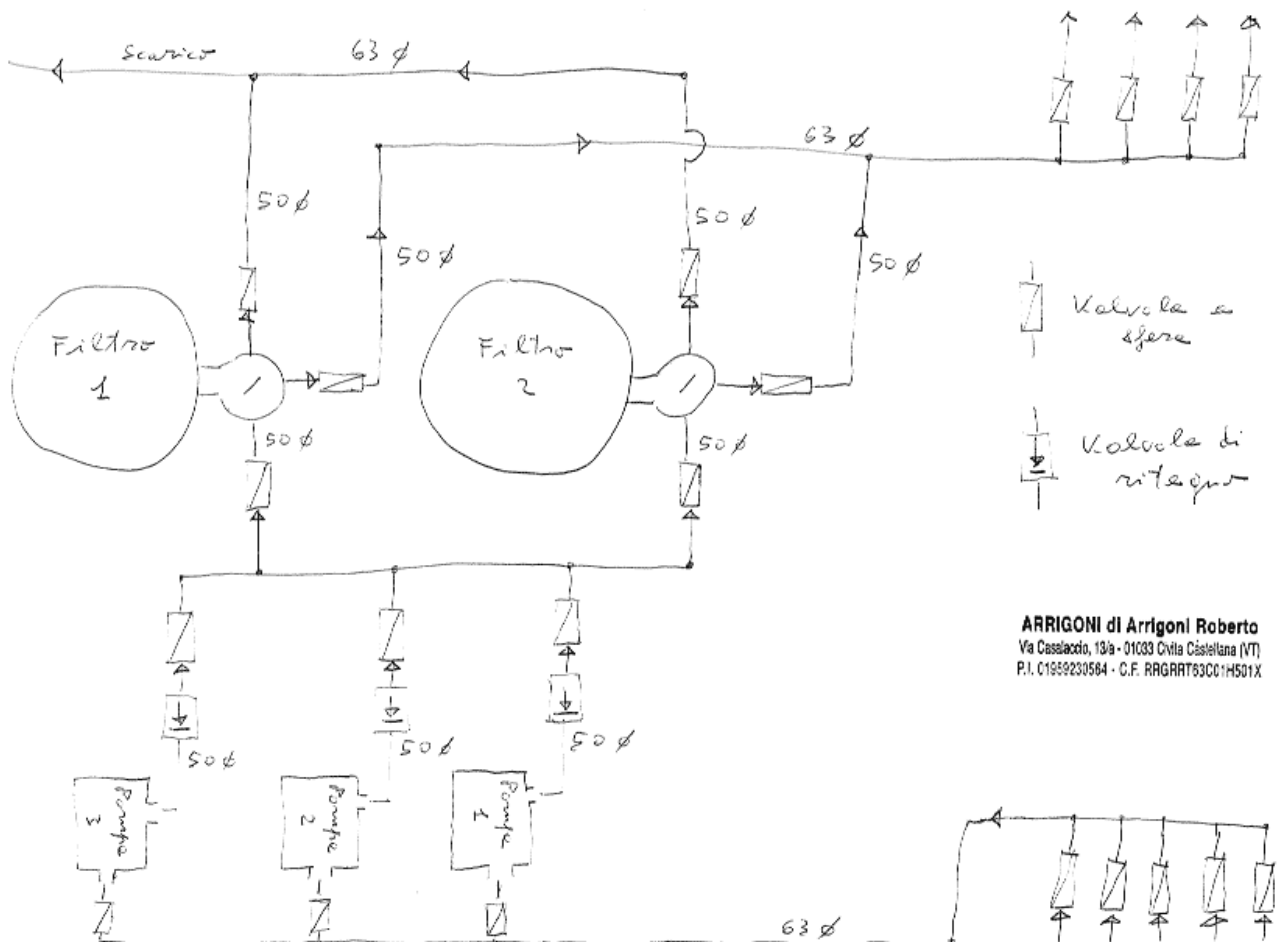 Scarico
63 ⌀
63 ⌀
50 ⌀
50 ⌀
50 ⌀
50 ⌀
Filtro
1
Filtro
2
Valvola a
sfera
50 ⌀
50 ⌀
Valvola di
ritegno
ARRIGONI di Arrigoni Roberto
Via Casalaccio, 13/a - 01033 Civita Castellana (VT)
P.I. 01959230564 - C.F. RRGRRT63C01H501X
50 ⌀
50 ⌀
50 ⌀
Pompa
3
Pompa
2
Pompa
1
63 ⌀